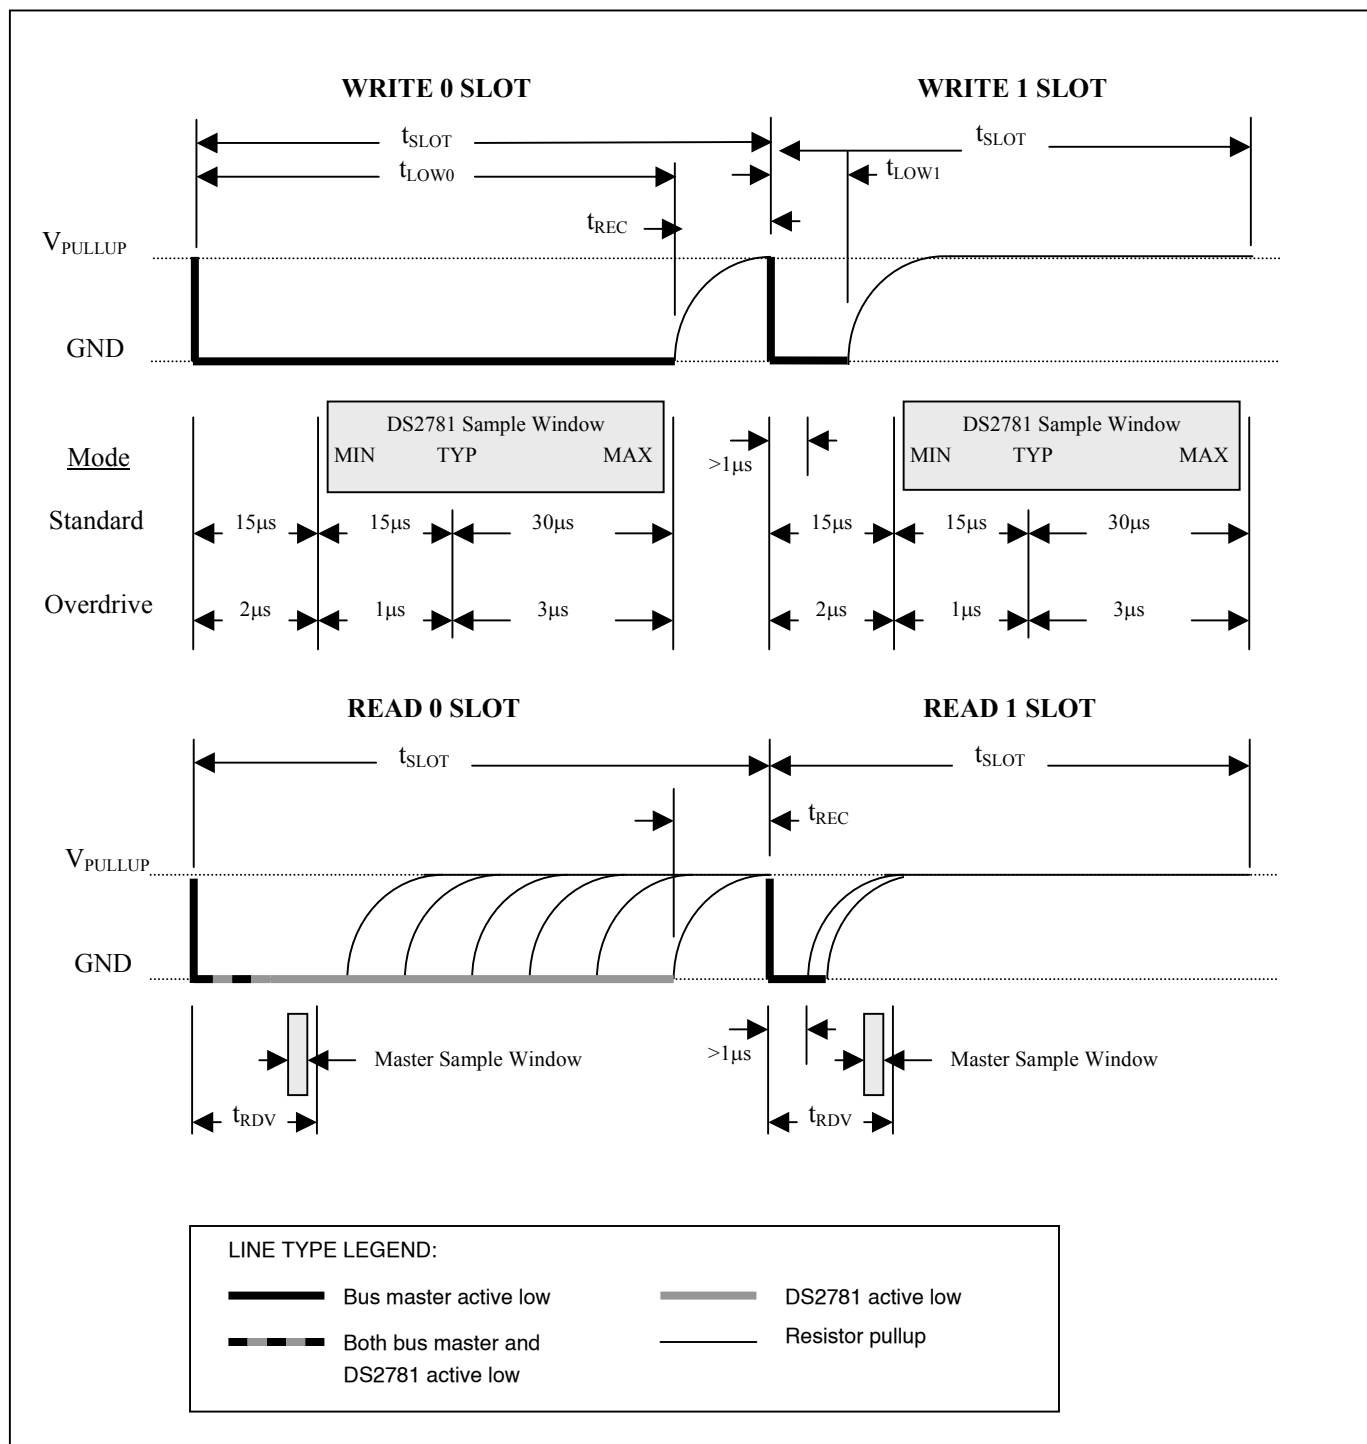 WRITE 0 SLOT WRITE 1 SLOT
tSLOT tSLOT
tLOW0 tLOW1
tREC
VPULLUP
GND
DS2781 Sample Window DS2781 Sample Window
Mode MIN TYP MAX >1μs MIN TYP MAX
Standard 15μs 15μs 30μs 15μs 15μs 30μs
Overdrive 2μs 1μs 3μs 2μs 1μs 3μs
READ 0 SLOT READ 1 SLOT
tSLOT tSLOT
tREC
VPULLUP
GND
Master Sample Window >1μs Master Sample Window
tRDV tRDV
LINE TYPE LEGEND:
Bus master active low DS2781 active low
Both bus master and Resistor pullup
DS2781 active low